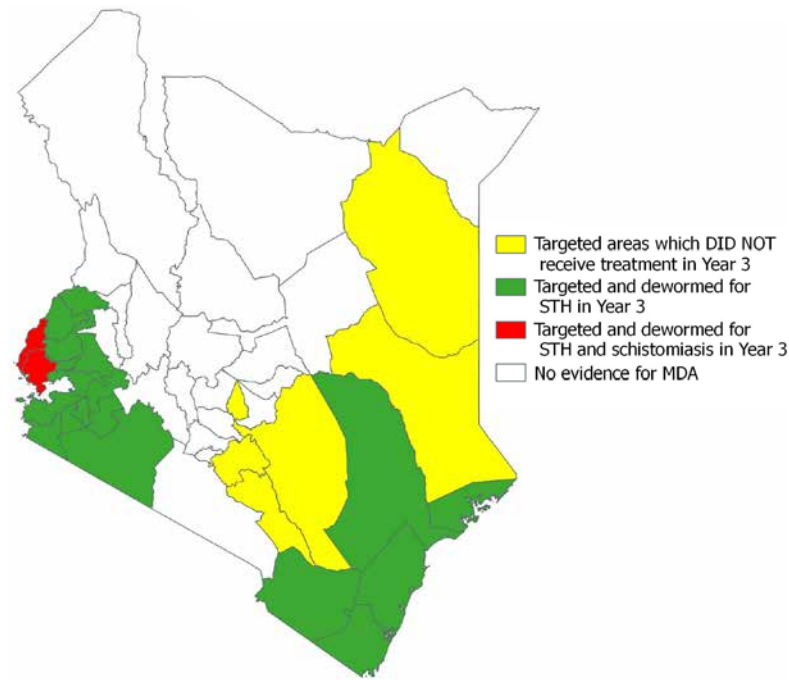 Targeted areas which DID NOT
receive treatment in Year 3
Targeted and dewormed for
STH in Year 3
Targeted and dewormed for
STH and schistomiasis in Year 3
No evidence for MDA